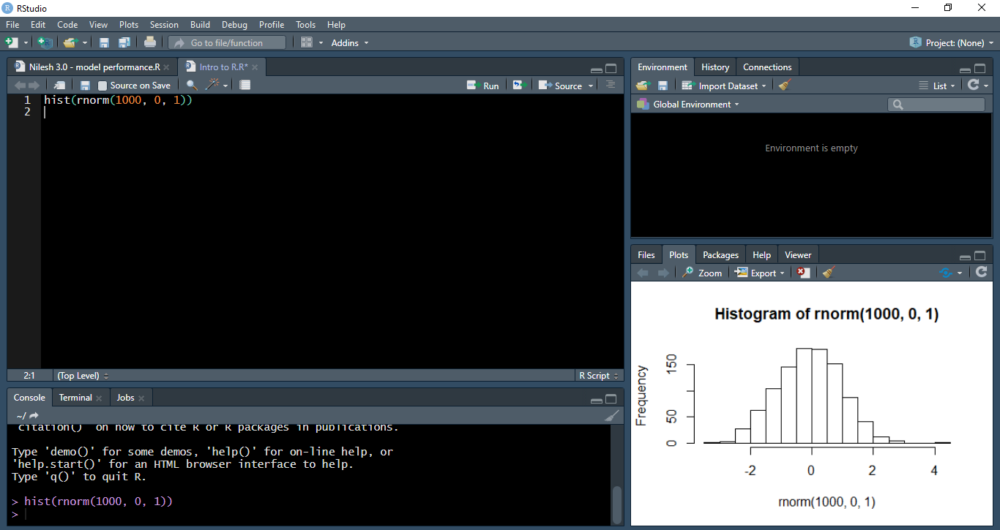 RStudio
File Edit Code View Plots Session Build Debug Profile Tools Help
Go to file/function Addins Project: (None)
Nilesh 3.0 - model performance.R Intro to R.R*
Source on Save Run Source
1 hist(rnorm(1000, 0, 1))
2
2:1 (Top Level) R Script
Console Terminal Jobs
~/
citation()' on how to cite R or R packages in publications.
Type 'demo()' for some demos, 'help()' for on-line help, or
'help.start()' for an HTML browser interface to help.
Type 'q()' to quit R.
> hist(rnorm(1000, 0, 1))
>
Environment History Connections
Import Dataset List
Global Environment
Environment is empty
Files Plots Packages Help Viewer
Zoom Export
Histogram of rnorm(1000, 0, 1)
Frequency
150
50
0
-2 0 2 4
rnorm(1000, 0, 1)